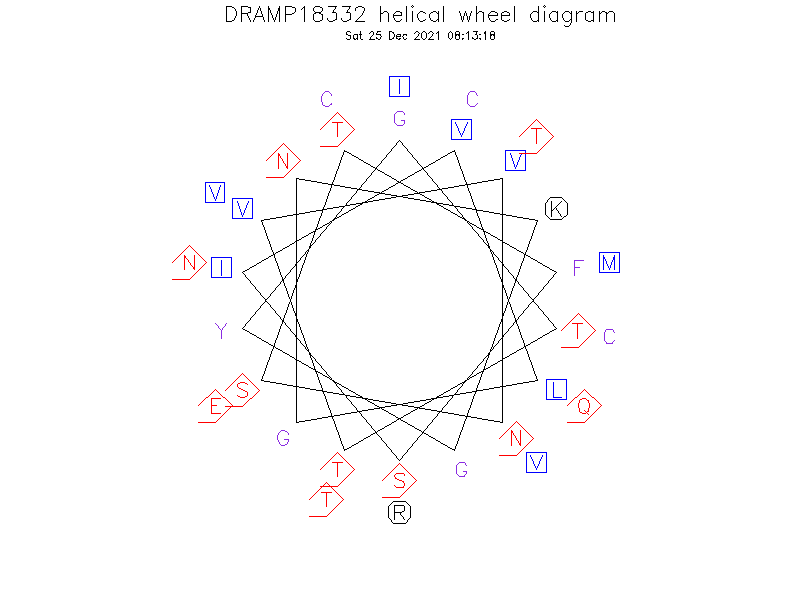 DRAMP18332 helical wheel diagram
Sat 25 Dec 2021 08:13:18
I
C C
G
T V T
N V
V V K
N I F M
Y T C
S L
E Q
G N
T G V
S
T
R